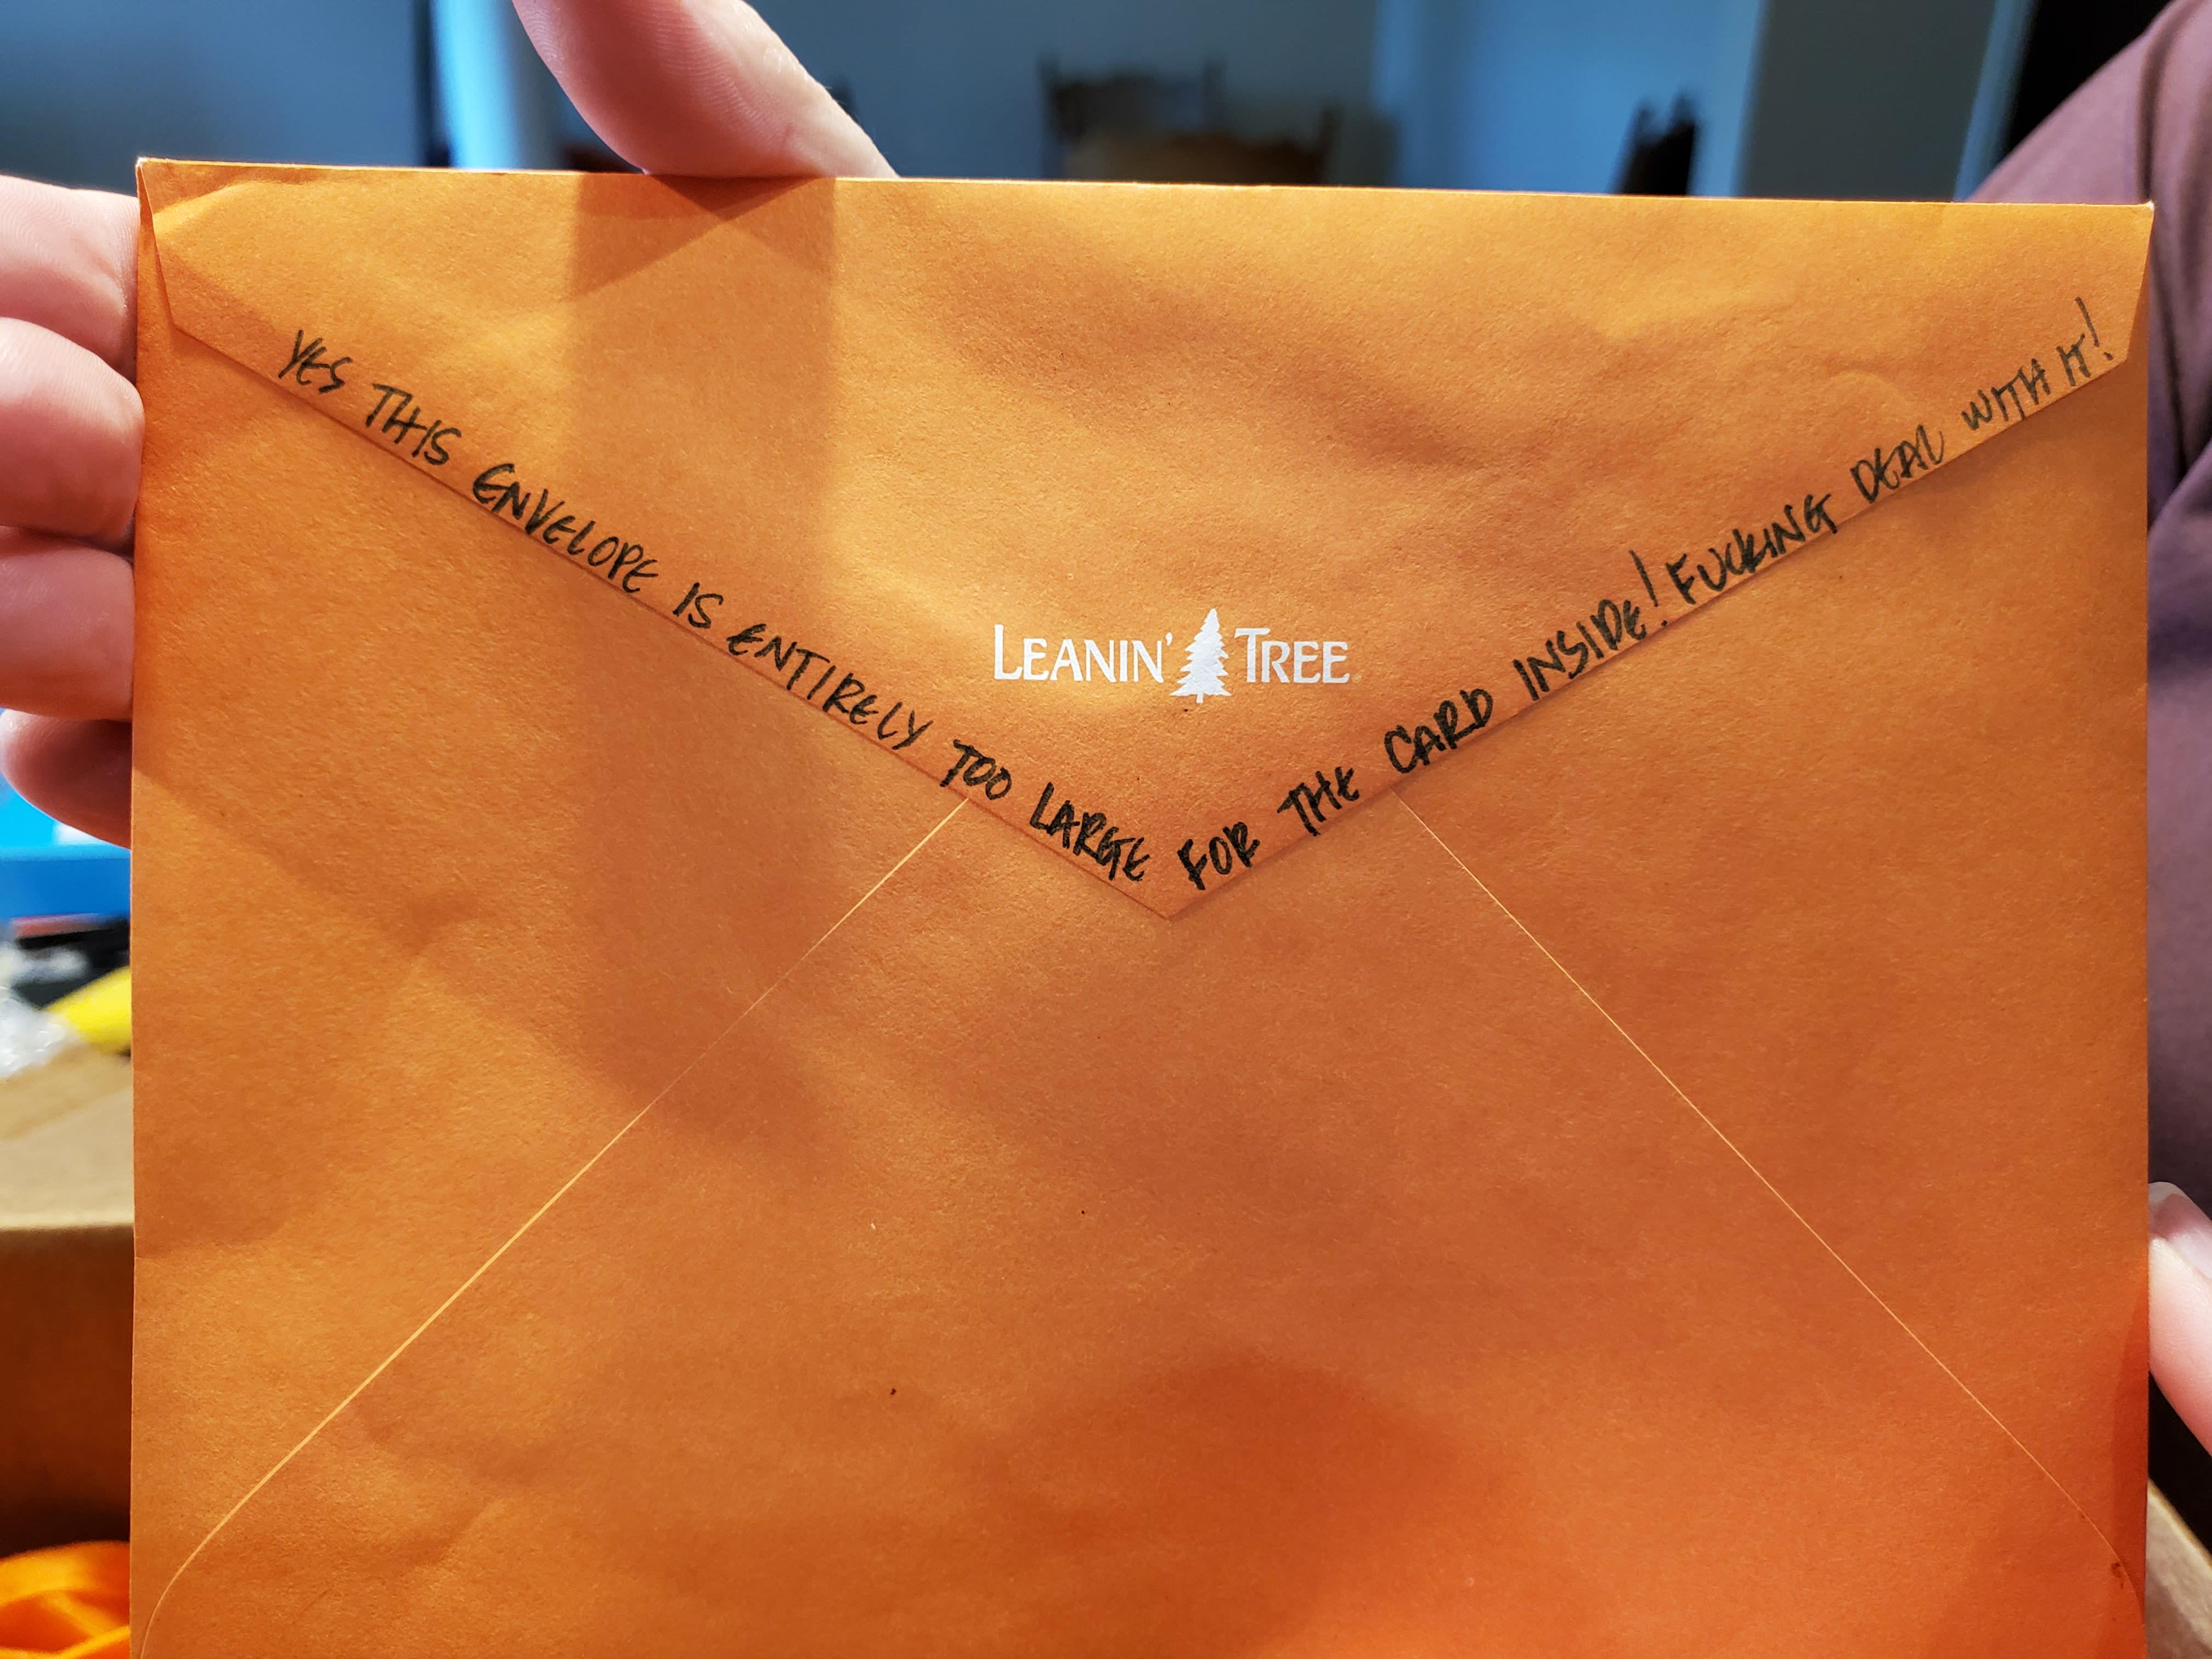 YES THIS ENVELOPE IS ENTIRELY TOO LARGE FOR THE CARD INSIDE! FUCKING DEAL WITH IT!
LEANIN' TREE